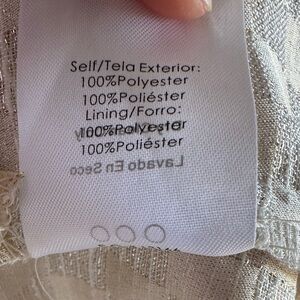 Self/Tela Exterior:
100%Polyester
100%Poliéster
Lining/Forro:
100%Polyester
100%Poliéster
Lavado En Seco